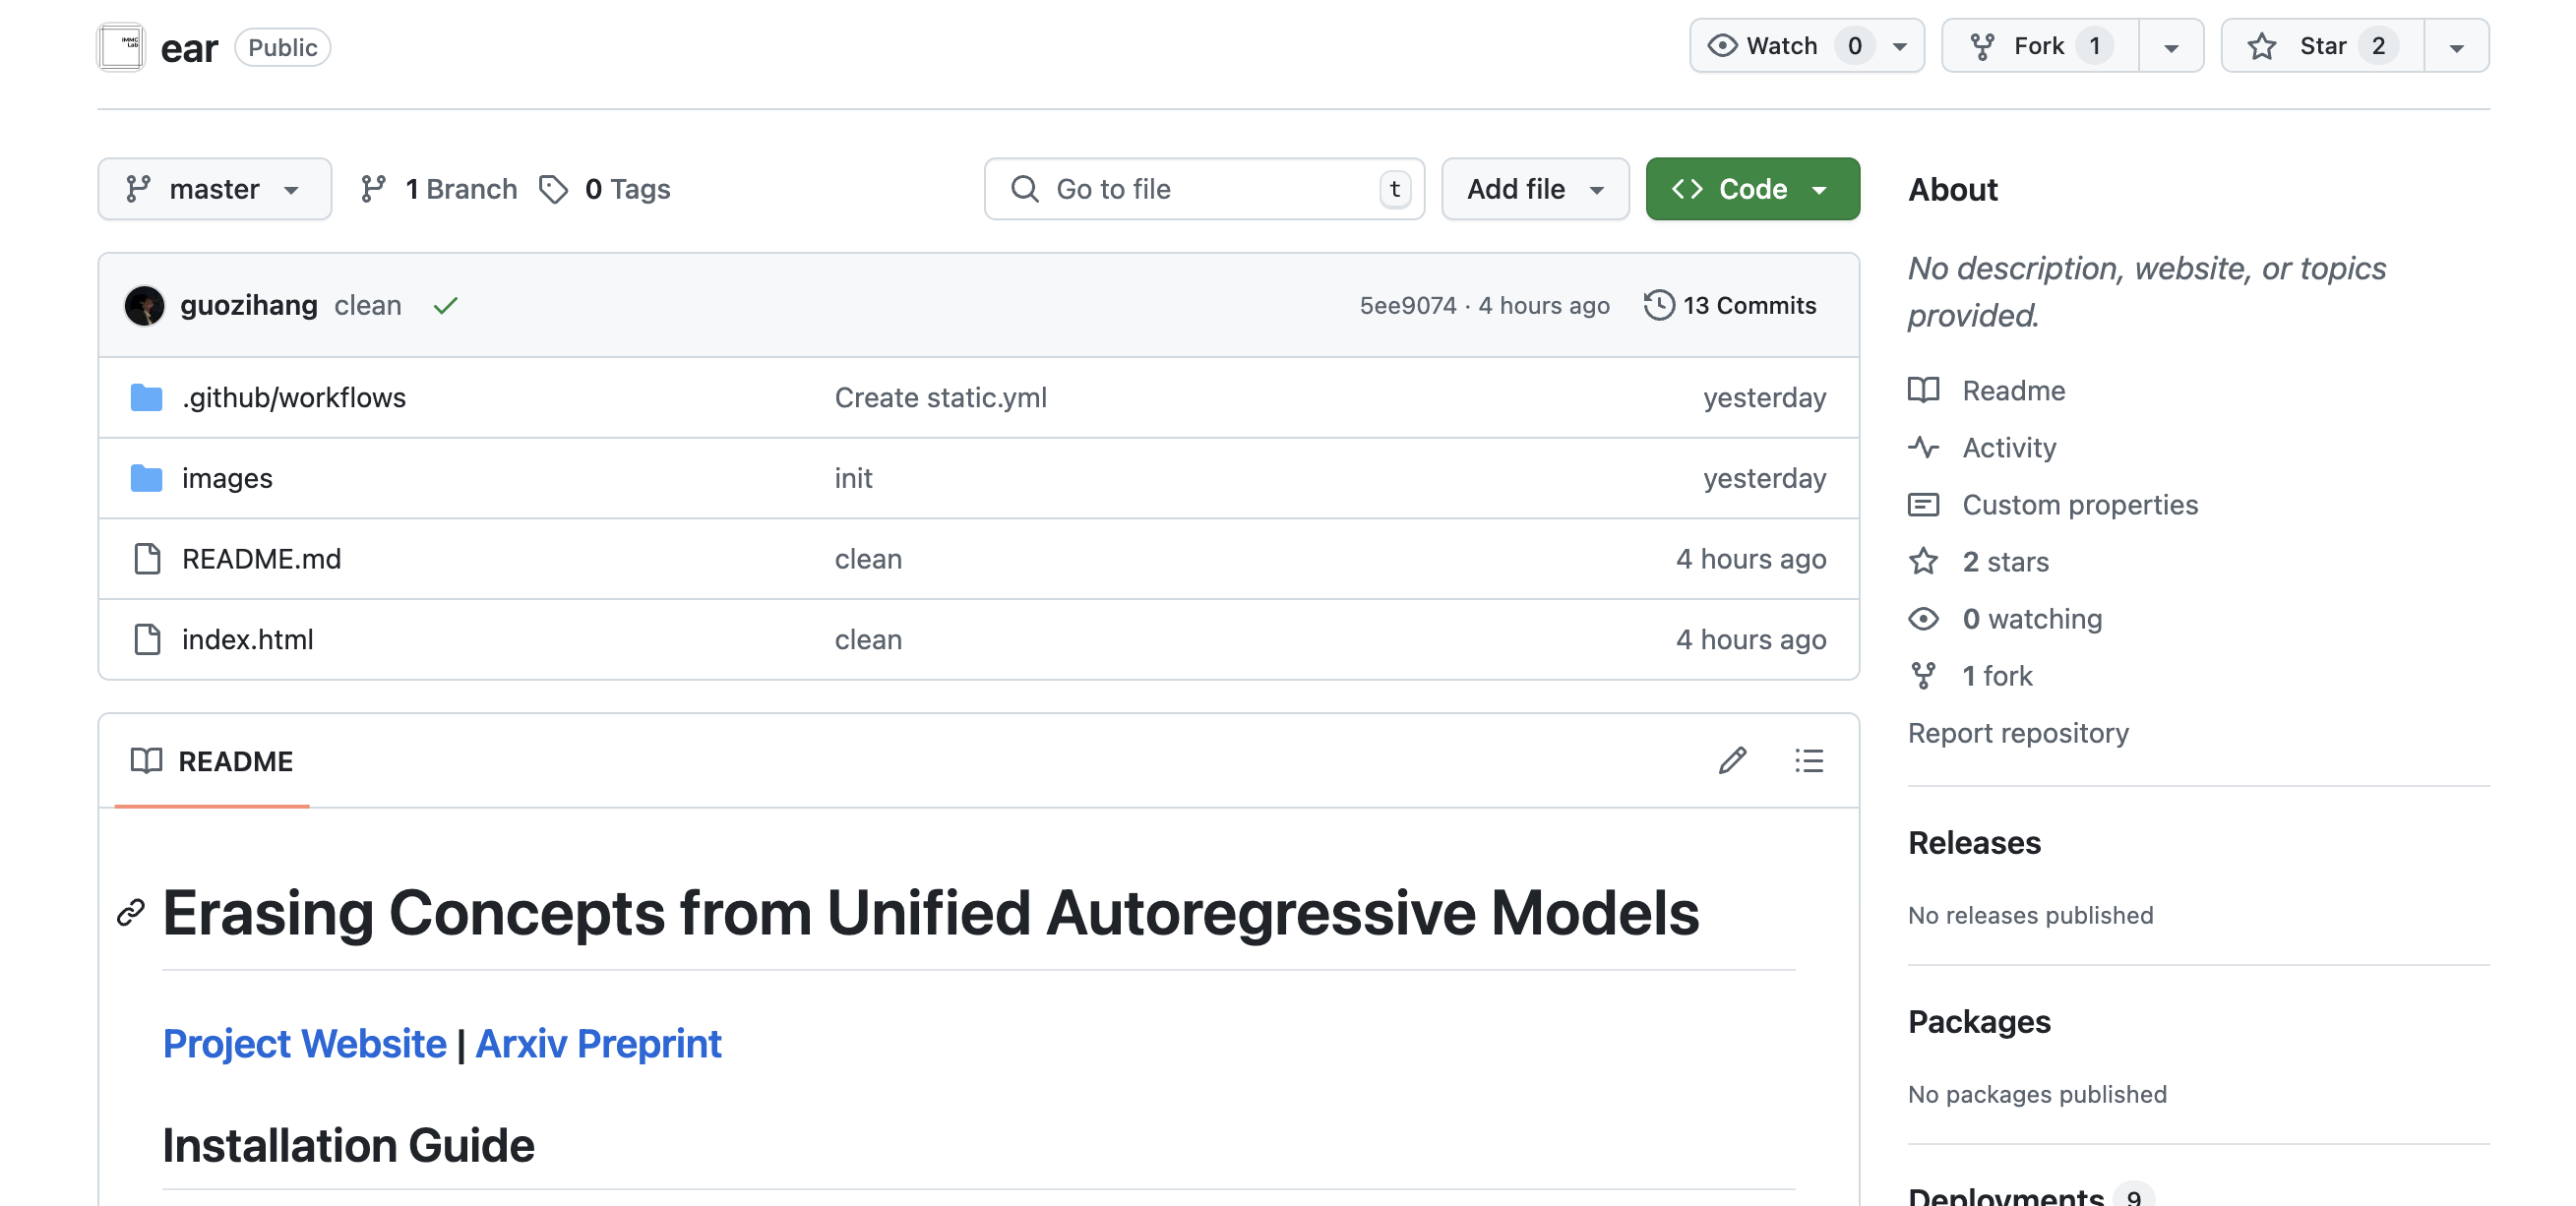 IMMC
Lab
ear Public
Watch 0
Fork 1
Star 2
master
1 Branch
0 Tags
Go to file t
Add file
Code
guozihang clean
5ee9074 · 4 hours ago
13 Commits
.github/workflows Create static.yml yesterday
images init yesterday
README.md clean 4 hours ago
index.html clean 4 hours ago
README
Erasing Concepts from Unified Autoregressive Models
Project Website | Arxiv Preprint
Installation Guide
About
No description, website, or topics
provided.
Readme
Activity
Custom properties
2 stars
0 watching
1 fork
Report repository
Releases
No releases published
Packages
No packages published
Deployments 9